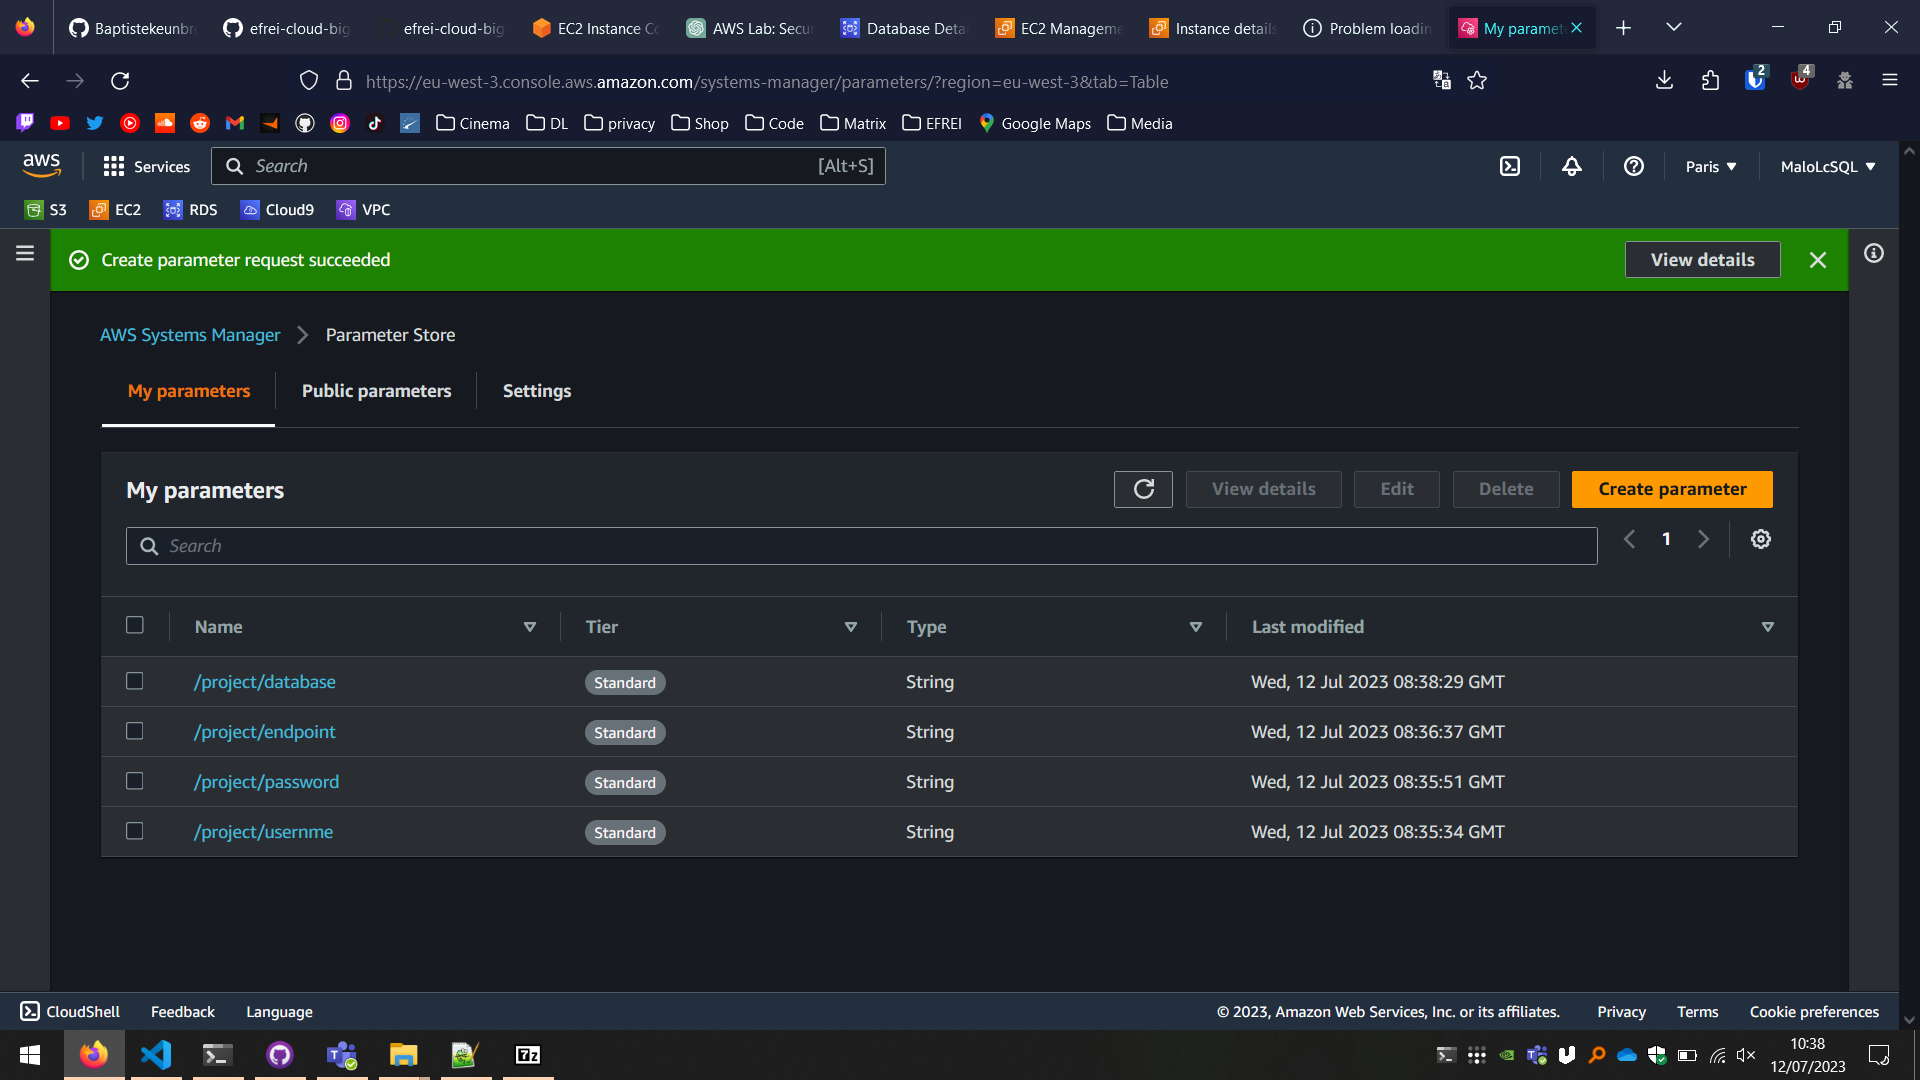 Baptistekeunbr
efrei-cloud-big
efrei-cloud-big
EC2 Instance Co
AWS Lab: Secur
Database Detai
EC2 Manageme
Instance details
Problem loadin
My paramet
https://eu-west-3.console.aws.amazon.com/systems-manager/parameters/?region=eu-west-3&tab=Table
2
4
Cinema
DL
privacy
Shop
Code
Matrix
EFREI
Google Maps
Media
aws
Services
Search
[Alt+S]
Paris
MaloLcSQL
S3
EC2
RDS
Cloud9
VPC
Create parameter request succeeded
View details
AWS Systems Manager
Parameter Store
My parameters
Public parameters
Settings
My parameters
View details
Edit
Delete
Create parameter
Search
1
Name
Tier
Type
Last modified
/project/database Standard String Wed, 12 Jul 2023 08:38:29 GMT
/project/endpoint Standard String Wed, 12 Jul 2023 08:36:37 GMT
/project/password Standard String Wed, 12 Jul 2023 08:35:51 GMT
/project/usernme Standard String Wed, 12 Jul 2023 08:35:34 GMT
CloudShell
Feedback
Language
© 2023, Amazon Web Services, Inc. or its affiliates.
Privacy
Terms
Cookie preferences
7z
10:38
12/07/2023